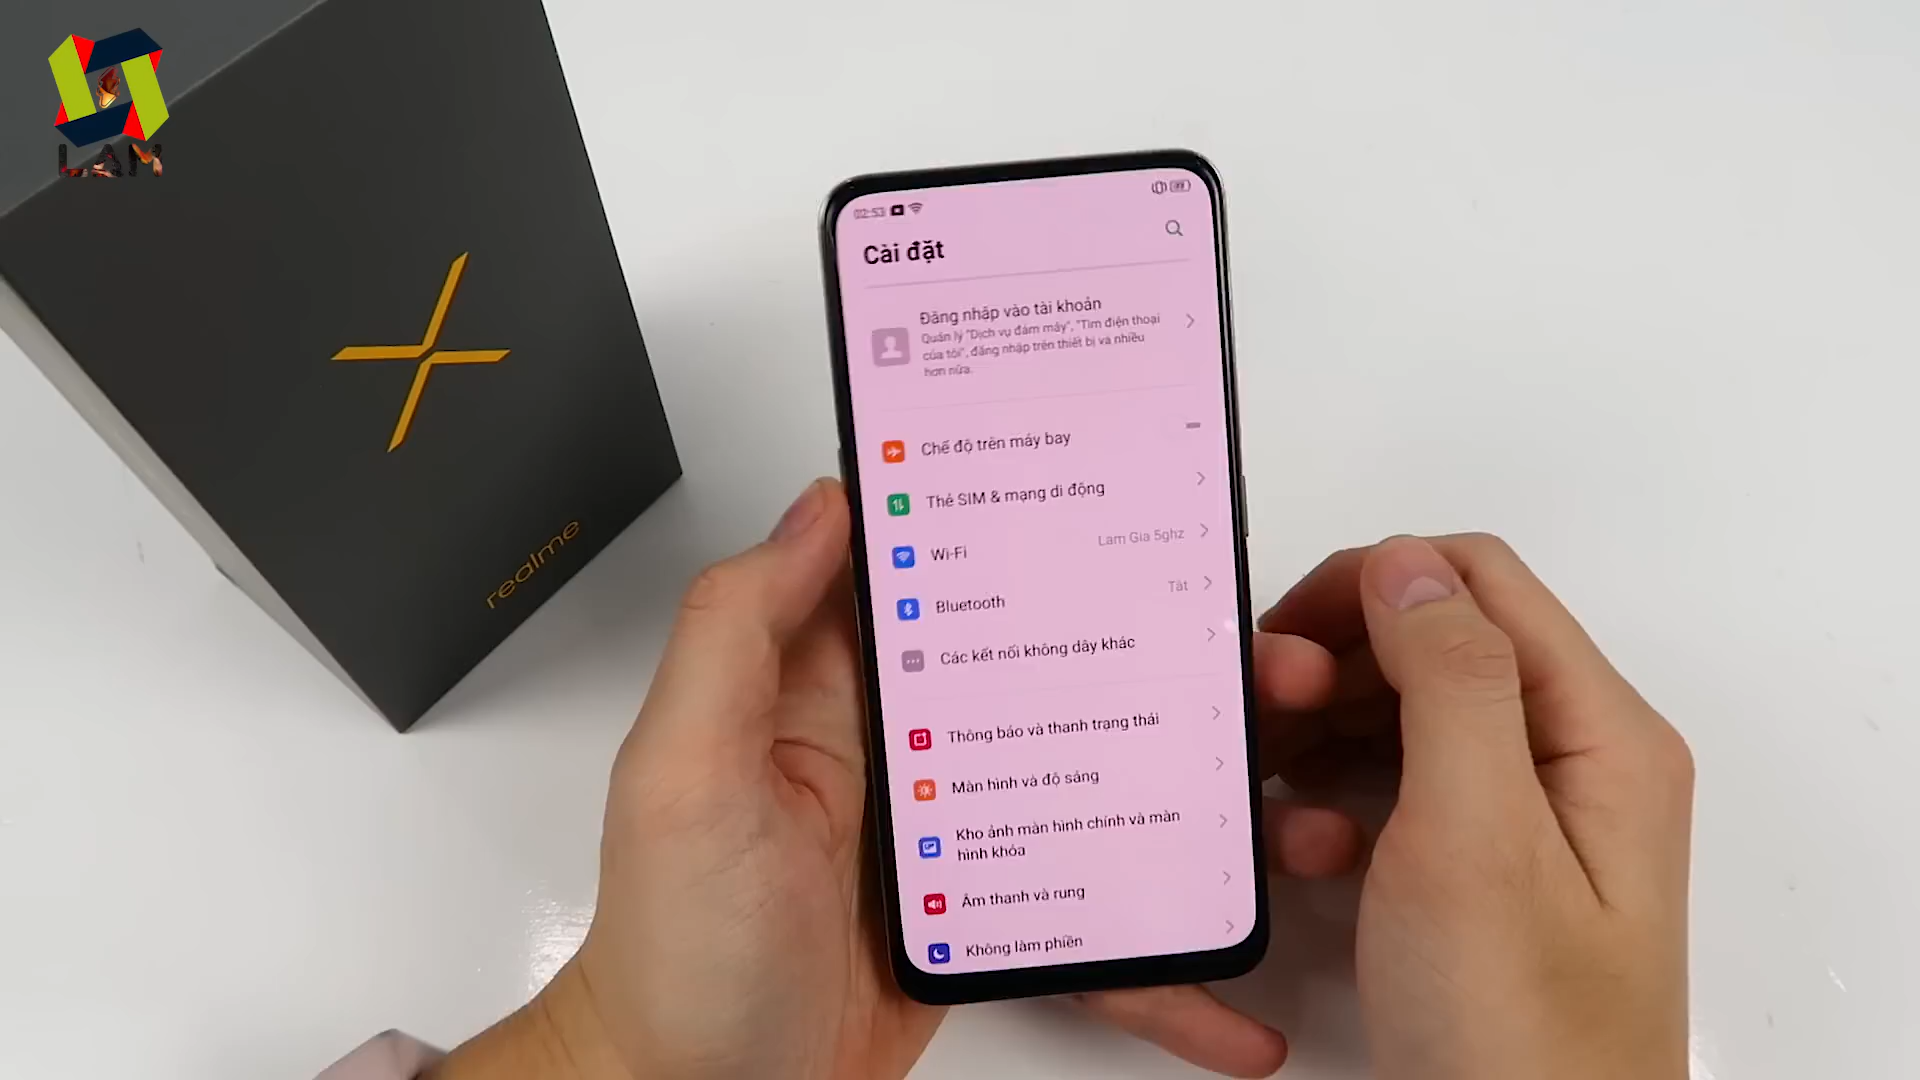 LAM
realme
02:53
Cài đặt
Đăng nhập vào tài khoản
Quản lý "Dịch vụ đám mây", "Tìm điện thoại
của tôi", đăng nhập trên thiết bị và nhiều
hơn nữa.
Chế độ trên máy bay
Thẻ SIM & mạng di động
Wi-Fi
Lam Gia 5ghz
Bluetooth
Tắt
Các kết nối không dây khác
Thông báo và thanh trạng thái
Màn hình và độ sáng
Kho ảnh màn hình chính và màn
hình khóa
Âm thanh và rung
Không làm phiền